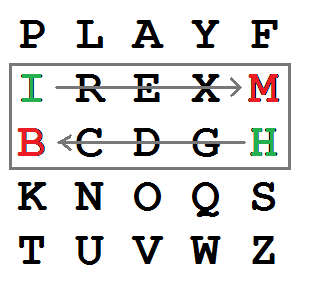 P L A Y F
I R E X M
B C D G H
K N O Q S
T U V W Z